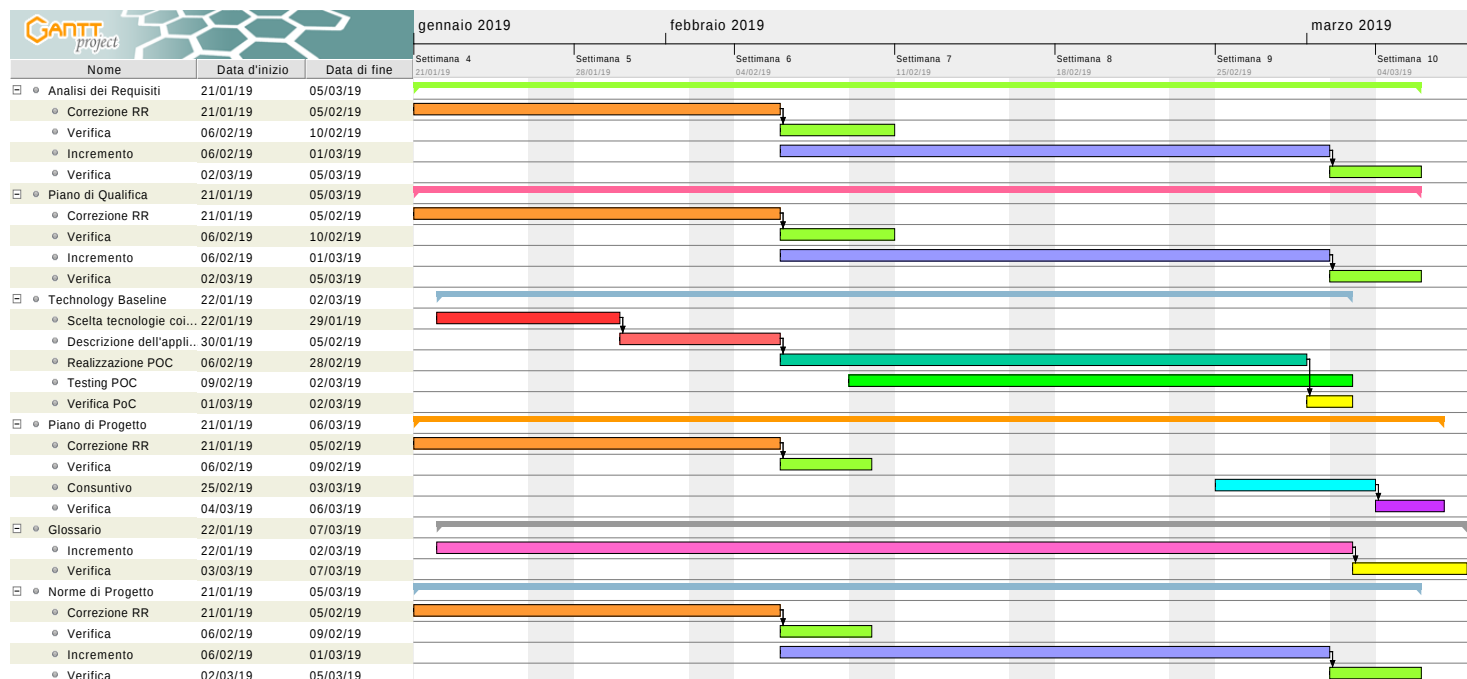 GANTT
project
gennaio 2019 febbraio 2019 marzo 2019
Settimana 4 Settimana 5 Settimana 6 Settimana 7 Settimana 8 Settimana 9 Settimana 10
Nome Data d'inizio Data di fine 21/01/19 28/01/19 04/02/19 11/02/19 18/02/19 25/02/19 04/03/19
Analisi dei Requisiti 21/01/19 05/03/19
Correzione RR 21/01/19 05/02/19
Verifica 06/02/19 10/02/19
Incremento 06/02/19 01/03/19
Verifica 02/03/19 05/03/19
Piano di Qualifica 21/01/19 05/03/19
Correzione RR 21/01/19 05/02/19
Verifica 06/02/19 10/02/19
Incremento 06/02/19 01/03/19
Verifica 02/03/19 05/03/19
Technology Baseline 22/01/19 02/03/19
Scelta tecnologie coi... 22/01/19 29/01/19
Descrizione dell'appli... 30/01/19 05/02/19
Realizzazione POC 06/02/19 28/02/19
Testing POC 09/02/19 02/03/19
Verifica PoC 01/03/19 02/03/19
Piano di Progetto 21/01/19 06/03/19
Correzione RR 21/01/19 05/02/19
Verifica 06/02/19 09/02/19
Consuntivo 25/02/19 03/03/19
Verifica 04/03/19 06/03/19
Glossario 22/01/19 07/03/19
Incremento 22/01/19 02/03/19
Verifica 03/03/19 07/03/19
Norme di Progetto 21/01/19 05/03/19
Correzione RR 21/01/19 05/02/19
Verifica 06/02/19 09/02/19
Incremento 06/02/19 01/03/19
Verifica 02/03/19 05/03/19